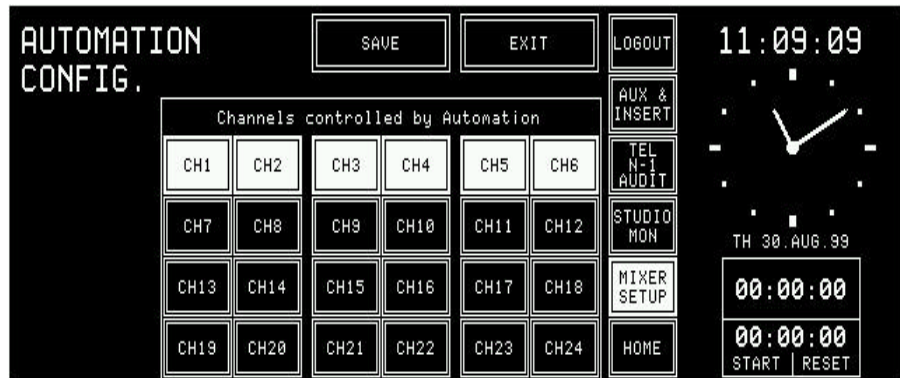 AUTOMATION
CONFIG.
SAVE
EXIT
Channels controlled by Automation
CH1 CH2 CH3 CH4 CH5 CH6
CH7 CH8 CH9 CH10 CH11 CH12
CH13 CH14 CH15 CH16 CH17 CH18
CH19 CH20 CH21 CH22 CH23 CH24
LOGOUT
AUX &
INSERT
TEL
N-1
AUDIT
STUDIO
MON
MIXER
SETUP
HOME
11:09:09
TH 30.AUG.99
00:00:00
00:00:00
START | RESET